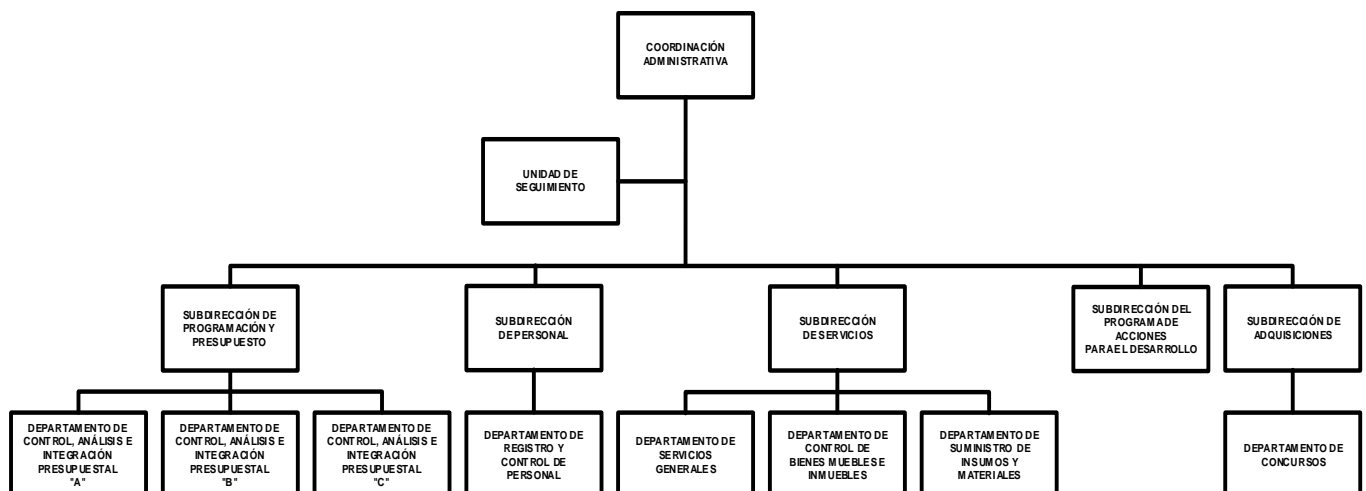 COORDINACIÓN
ADMINISTRATIVA
UNIDAD DE
SEGUIMIENTO
SUBDIRECCIÓN DE
PROGRAMACIÓN Y
PRESUPUESTO
SUBDIRECCIÓN
DE PERSONAL
SUBDIRECCIÓN
DE SERVICIOS
SUBDIRECCIÓN DEL
PROGRAMA DE
ACCIONES
PARA EL DESARROLLO
SUBDIRECCIÓN DE
ADQUISICIONES
DEPARTAMENTO DE
CONTROL, ANÁLISIS E
INTEGRACIÓN
PRESUPUESTAL
"A"
DEPARTAMENTO DE
CONTROL, ANÁLISIS E
INTEGRACIÓN
PRESUPUESTAL
"B"
DEPARTAMENTO DE
CONTROL, ANÁLISIS E
INTEGRACIÓN
PRESUPUESTAL
"C"
DEPARTAMENTO DE
REGISTRO Y
CONTROL DE
PERSONAL
DEPARTAMENTO DE
SERVICIOS
GENERALES
DEPARTAMENTO DE
CONTROL DE
BIENES MUEBLES E
INMUEBLES
DEPARTAMENTO DE
SUMINISTRO DE
INSUMOS Y
MATERIALES
DEPARTAMENTO DE
CONCURSOS